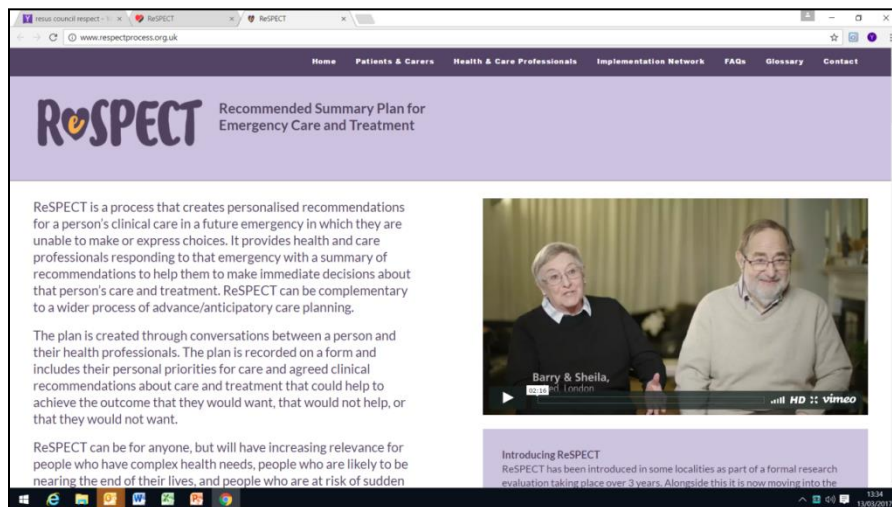 resus council respect -
ReSPECT
ReSPECT
www.respectprocess.org.uk
Home Patients & Carers Health & Care Professionals Implementation Network FAQs Glossary Contact
ReSPECT
Recommended Summary Plan for
Emergency Care and Treatment
ReSPECT is a process that creates personalised recommendations
for a person's clinical care in a future emergency in which they are
unable to make or express choices. It provides health and care
professionals responding to that emergency with a summary of
recommendations to help them to make immediate decisions about
that person's care and treatment. ReSPECT can be complementary
to a wider process of advance/anticipatory care planning.
The plan is created through conversations between a person and
their health professionals. The plan is recorded on a form and
includes their personal priorities for care and agreed clinical
recommendations about care and treatment that could help to
achieve the outcome that they would want, that would not help, or
that they would not want.
ReSPECT can be for anyone, but will have increasing relevance for
people who have complex health needs, people who are likely to be
nearing the end of their lives, and people who are at risk of sudden
Barry & Sheila,
London
02:16
HD vimeo
Introducing ReSPECT
ReSPECT has been introduced in some localities as part of a formal research
evaluation taking place over 3 years. Alongside this it is now moving into the
13:34
13/03/2017